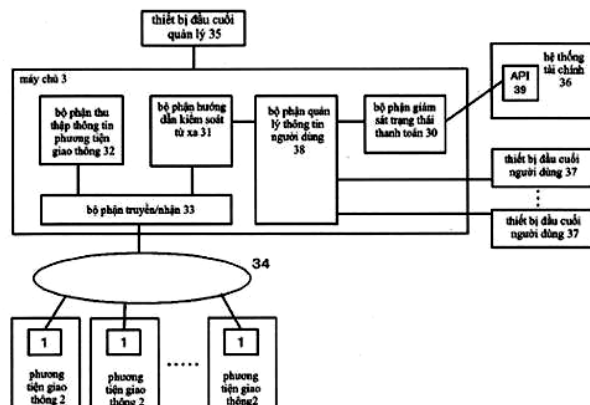 thiết bị đầu cuối
quản lý 35
máy chủ 3
bộ phận thu
thập thông tin
phương tiện
giao thông 32
bộ phận hướng
dẫn kiểm soát
từ xa 31
bộ phận quản
lý thông tin
người dùng
38
bộ phận giám
sát trạng thái
thanh toán 30
API
39
hệ thống
tài chính
36
thiết bị đầu cuối
người dùng 37
thiết bị đầu cuối
người dùng 37
bộ phận truyền/nhận 33
34
1
phương
tiện giao
thông 2
1
phương
tiện giao
thông 2
1
phương
tiện giao
thông2